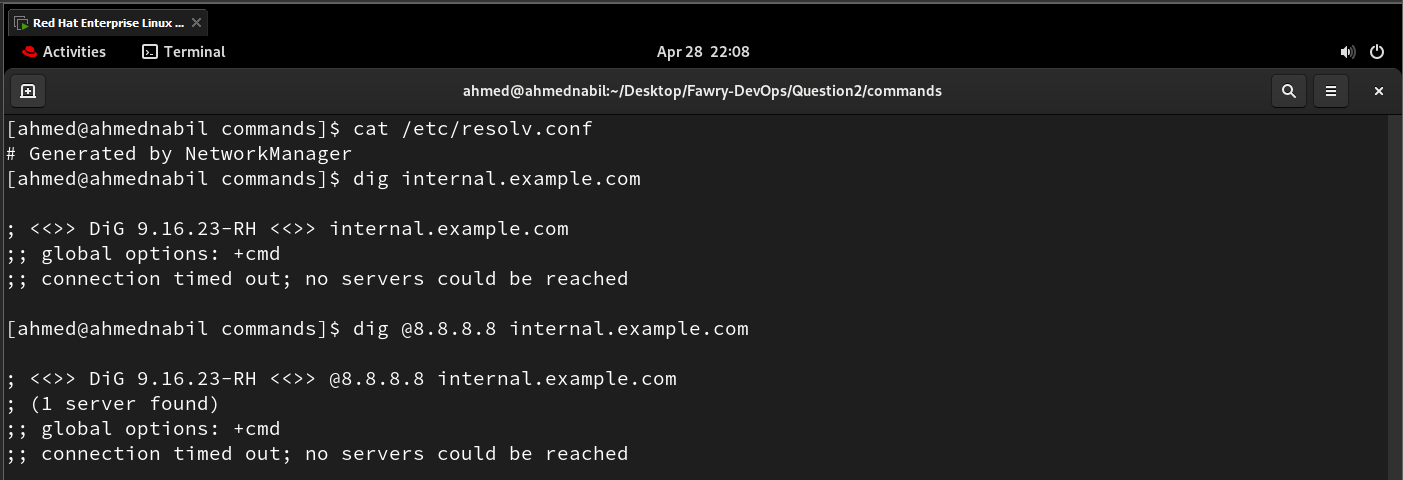 Red Hat Enterprise Linux ...
Activities Terminal Apr 28 22:08
ahmed@ahmednabil:~/Desktop/Fawry-DevOps/Question2/commands
[ahmed@ahmednabil commands]$ cat /etc/resolv.conf
# Generated by NetworkManager
[ahmed@ahmednabil commands]$ dig internal.example.com
; <<>> DiG 9.16.23-RH <<>> internal.example.com
;; global options: +cmd
;; connection timed out; no servers could be reached
[ahmed@ahmednabil commands]$ dig @8.8.8.8 internal.example.com
; <<>> DiG 9.16.23-RH <<>> @8.8.8.8 internal.example.com
; (1 server found)
;; global options: +cmd
;; connection timed out; no servers could be reached